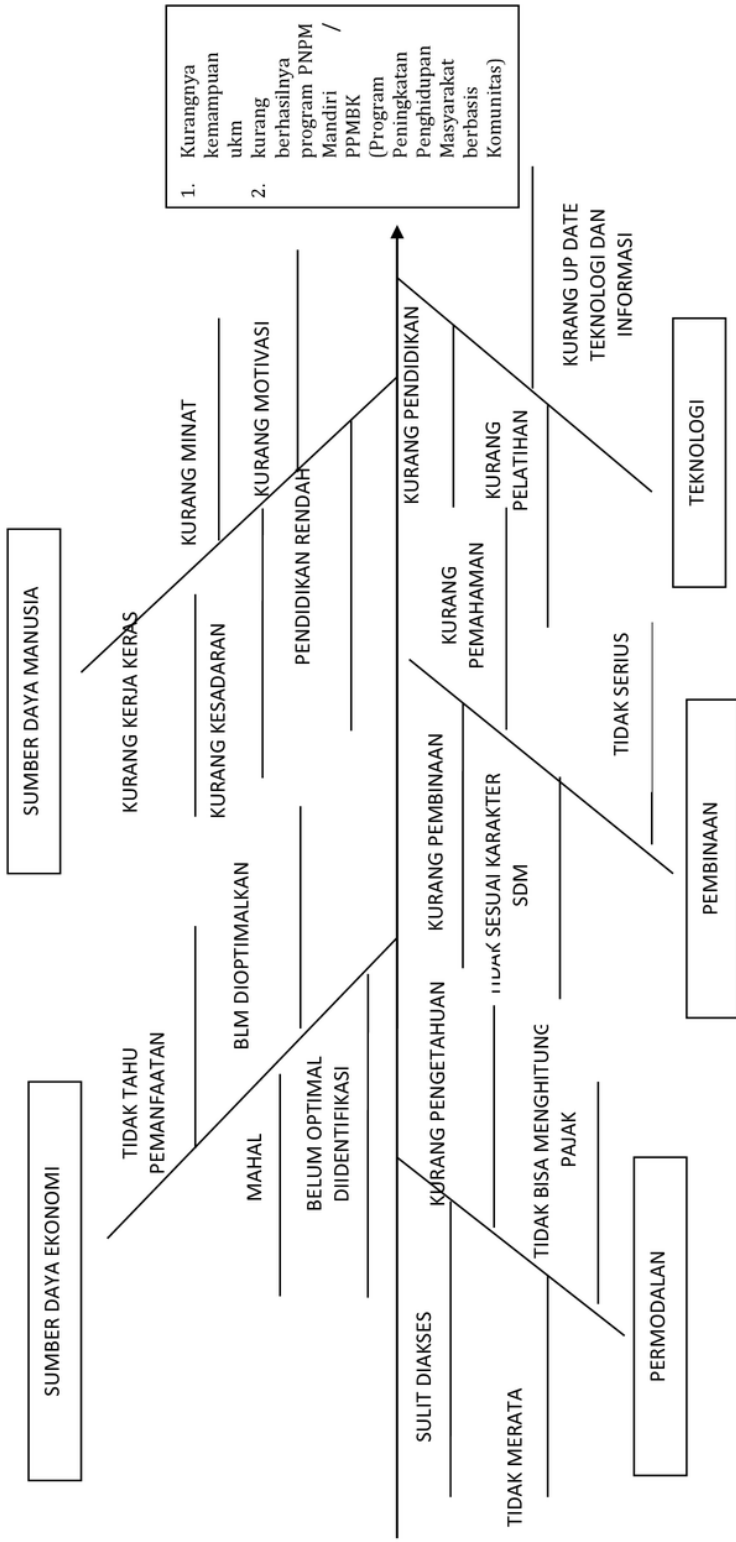 SUMBER DAYA EKONOMI
SUMBER DAYA MANUSIA
TIDAK TAHU
PEMANFAATAN
BLM DIOPTIMALKAN
MAHAL
BELUM OPTIMAL
DIIDENTIFIKASI
KURANG KERJA KERAS
KURANG MINAT
KURANG KESADARAN
KURANG MOTIVASI
PENDIDIKAN RENDAH
1. Kurangnya
kemampuan
ukm
2. kurang
berhasilnya
program PNPM
Mandiri /
PPMBK
(Program
Peningkatan
Penghidupan
Masyarakat
berbasis
Komunitas)
SULIT DIAKSES
KURANG PENGETAHUAN
TIDAK MERATA
TIDAK BISA MENGHITUNG
PAJAK
KURANG PEMBINAAN
KURANG
PEMAHAMAN
TIDAK SESUAI KARAKTER
SDM
TIDAK SERIUS
KURANG PENDIDIKAN
KURANG
PELATIHAN
KURANG UP DATE
TEKNOLOGI DAN
INFORMASI
PERMODALAN
PEMBINAAN
TEKNOLOGI